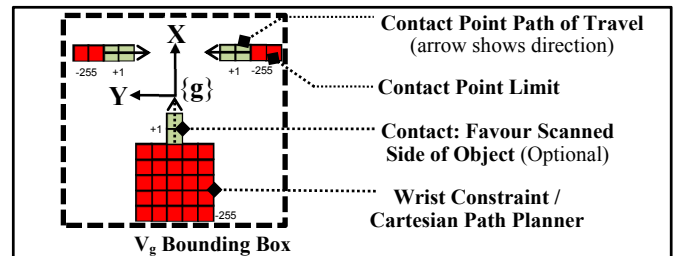 X
Contact Point Path of Travel
(arrow shows direction)
-255 +1 +1 -255
Y {g}
Contact Point Limit
+1
Contact: Favour Scanned
Side of Object (Optional)
Wrist Constraint /
Cartesian Path Planner
-255
Vg Bounding Box